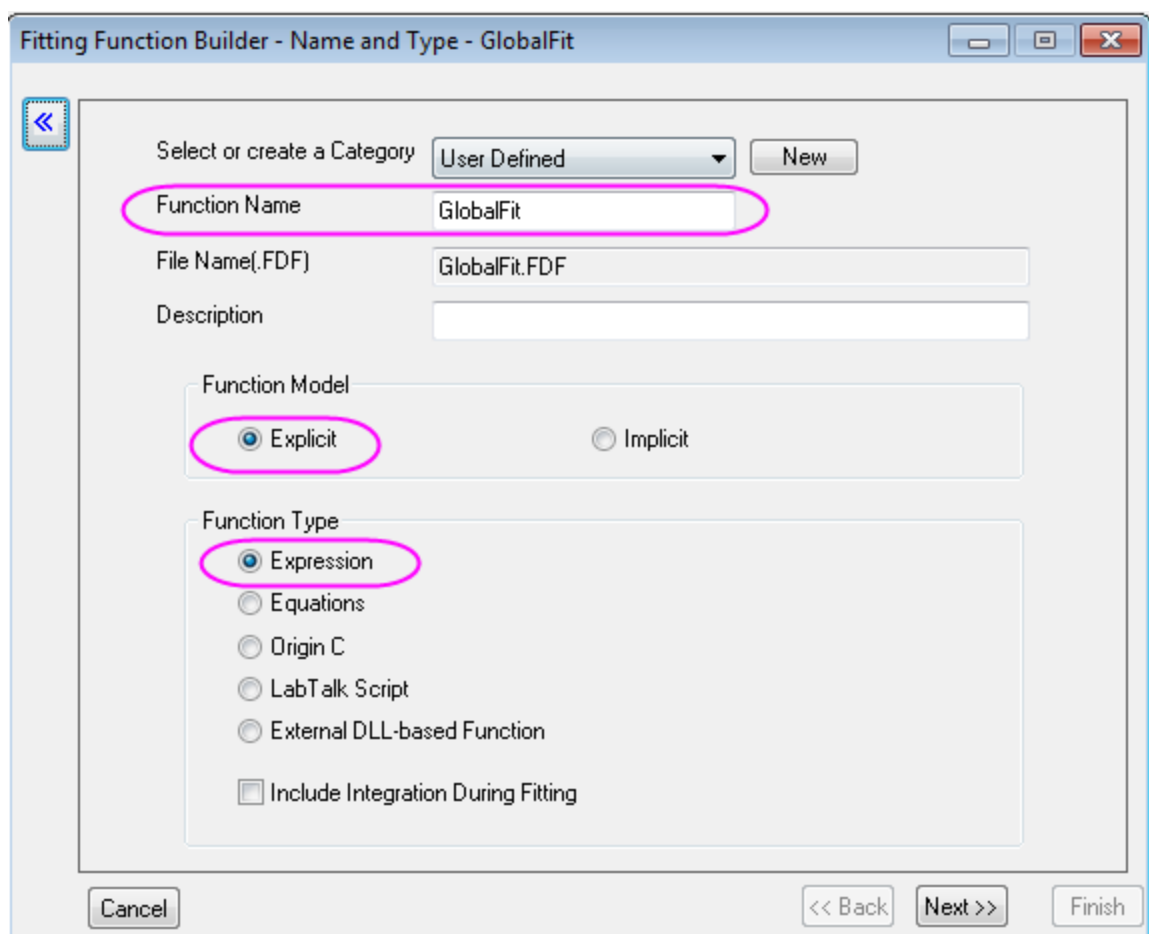 Fitting Function Builder - Name and Type - GlobalFit
Select or create a Category User Defined New
Function Name GlobalFit
File Name(.FDF) GlobalFit.FDF
Description
Function Model
Explicit Implicit
Function Type
Expression
Equations
Origin C
LabTalk Script
External DLL-based Function
Include Integration During Fitting
Cancel << Back Next >> Finish